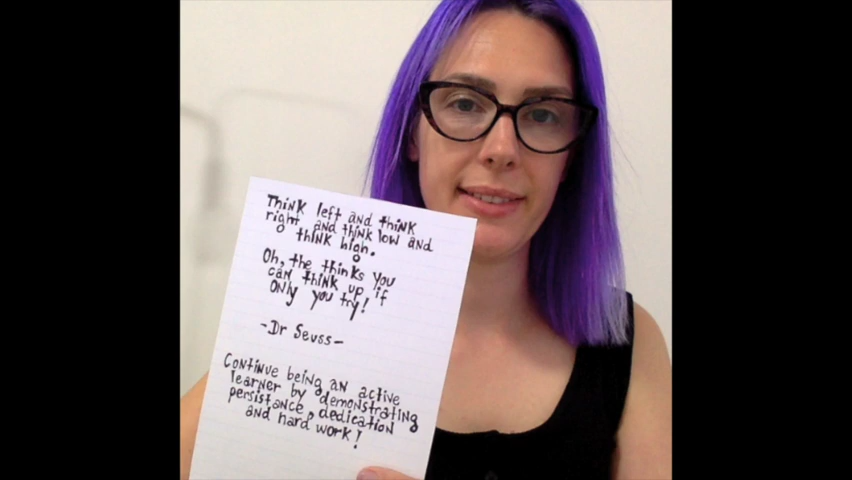 Think left and think
right and think low and
think high.
Oh, the thinks you
can think up if
only you try!
-Dr Seuss-
Continue being an active
learner by demonstrating
persistance, dedication
and hard work!